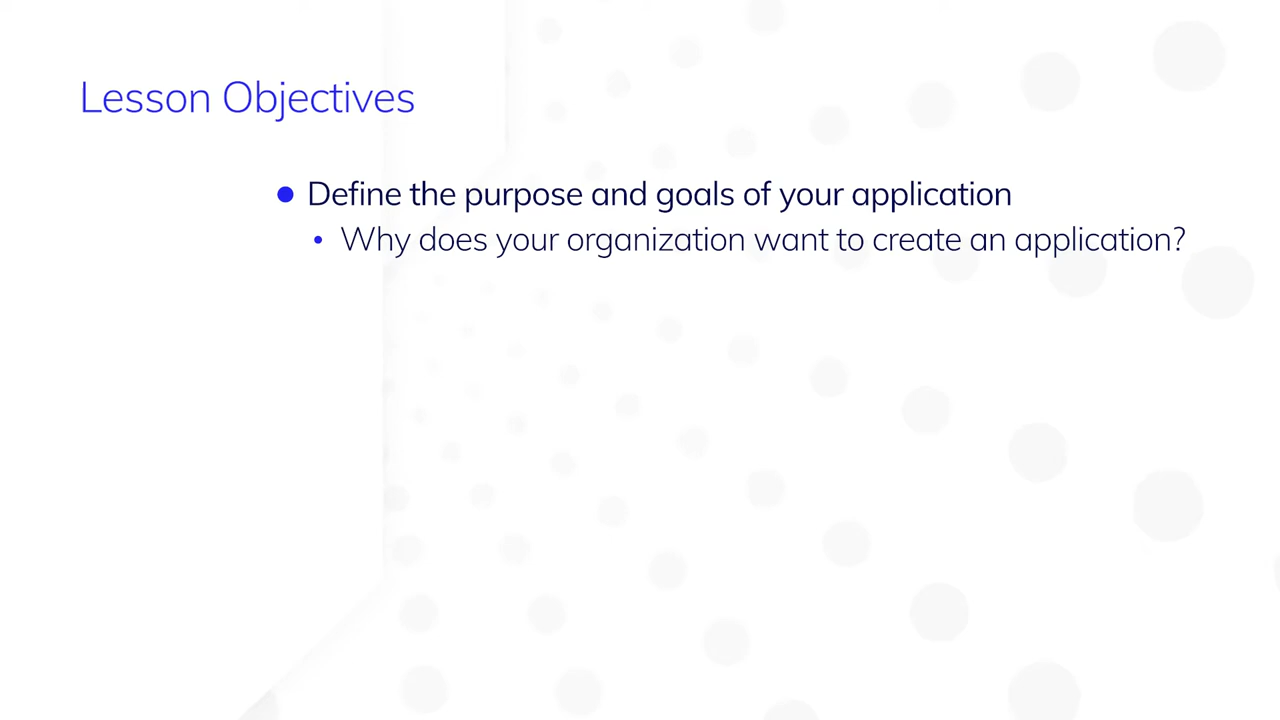 Lesson Objectives
Define the purpose and goals of your application
Why does your organization want to create an application?